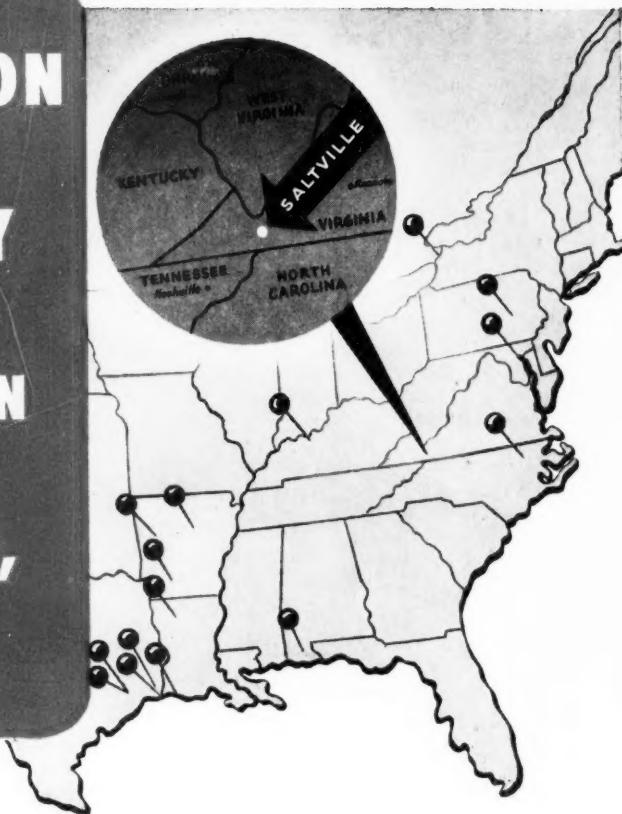 ON
Y
N
WEST
VIRGINIA
KENTUCKY
SALTVILLE
VIRGINIA
TENNESSEE
Nashville
NORTH
CAROLINA